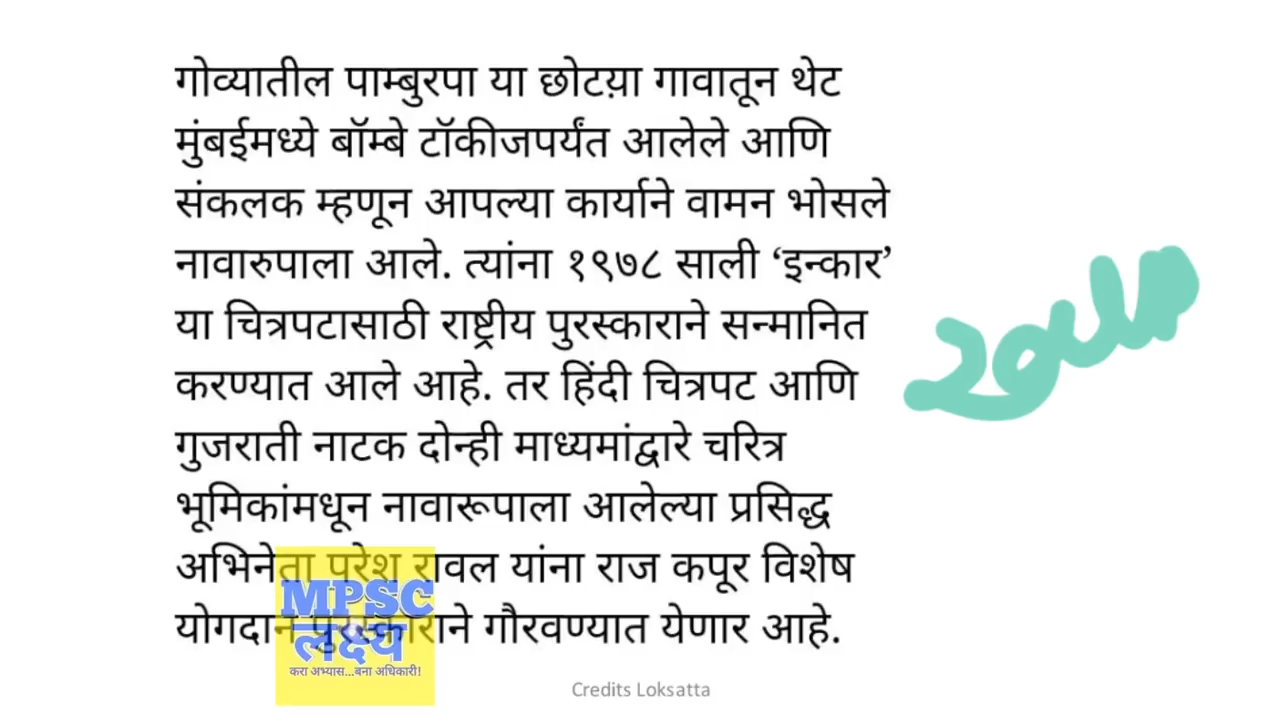 गोव्यातील पाम्बुरपा या छोटय़ा गावातून थेट
मुंबईमध्ये बॉम्बे टॉकीजपर्यंत आलेले आणि
संकलक म्हणून आपल्या कार्याने वामन भोसले
नावारुपाला आले. त्यांना १९७८ साली ‘इन्कार’
या चित्रपटासाठी राष्ट्रीय पुरस्काराने सन्मानित
करण्यात आले आहे. तर हिंदी चित्रपट आणि
गुजराती नाटक दोन्ही माध्यमांद्वारे चरित्र
भूमिकांमधून नावारूपाला आलेल्या प्रसिद्ध
अभिनेता परेश रावल यांना राज कपूर विशेष
योगदान पुरस्काराने गौरवण्यात येणार आहे.
MPSC
लक्ष्य
करा अभ्यास...बना अधिकारी!
Credits Loksatta